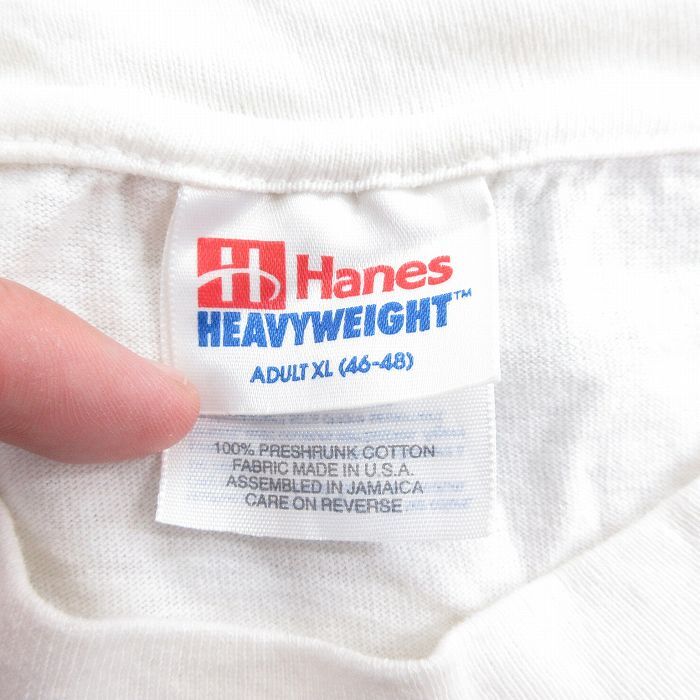 Hanes
HEAVYWEIGHT™
ADULT XL (46-48)
100% PRESHRUNK COTTON
FABRIC MADE IN U.S.A.
ASSEMBLED IN JAMAICA
CARE ON REVERSE